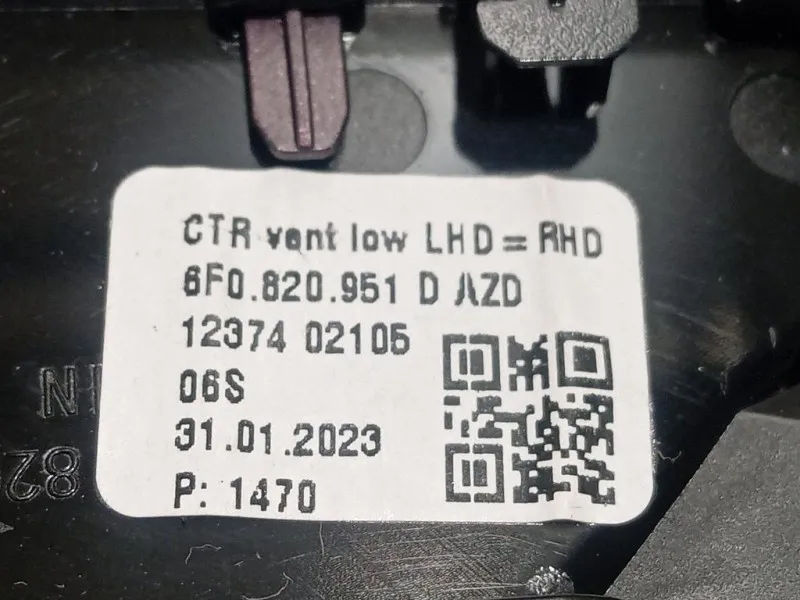 CTR vent low LHD = RHD
6F0.820.951 D AZD
12374 02105
06S
31.01.2023
P: 1470